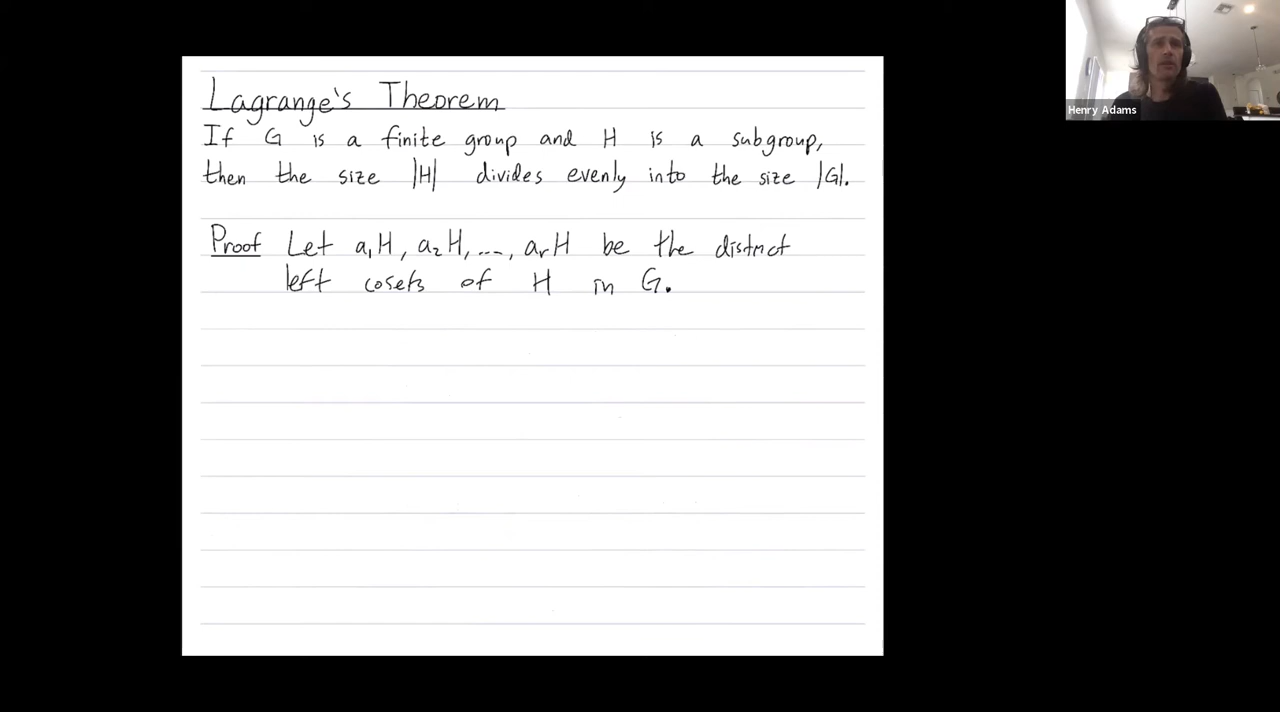 Lagrange's Theorem
If G is a finite group and H is a subgroup,
then the size |H| divides evenly into the size |G|.
Proof Let a₁H, a₂H, ..., aᵣH be the distinct
left cosets of H in G.
Henry Adams